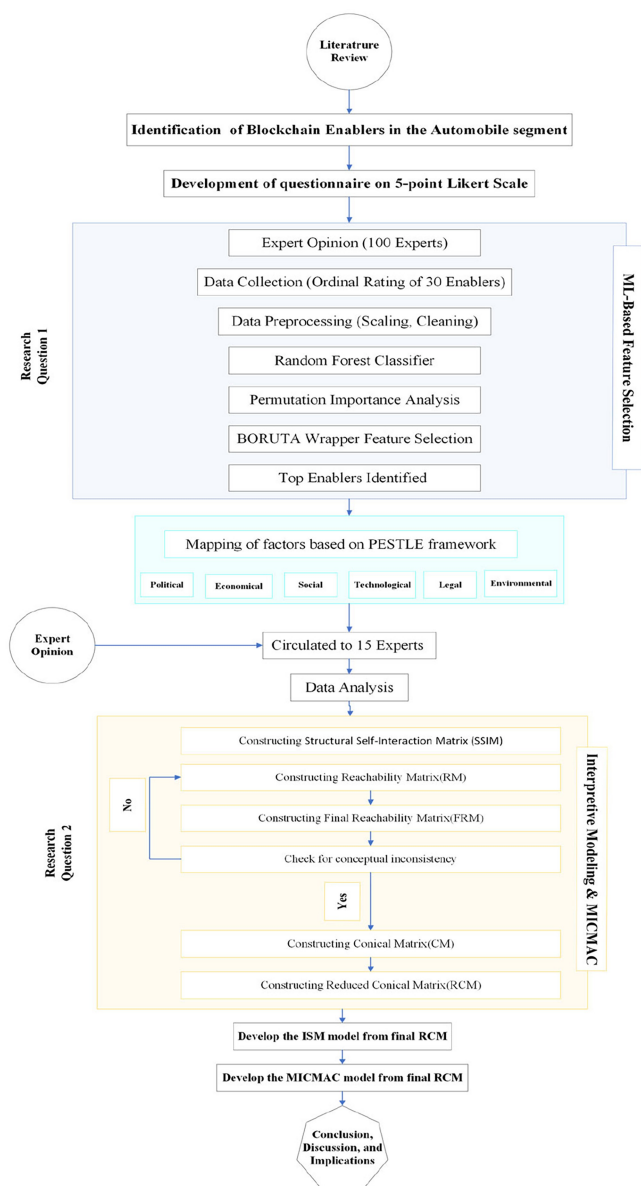 Literatrure
Review
Identification of Blockchain Enablers in the Automobile segment
Development of questionnaire on 5-point Likert Scale
Research
Question 1
ML-Based Feature Selection
Expert Opinion (100 Experts)
Data Collection (Ordinal Rating of 30 Enablers)
Data Preprocessing (Scaling, Cleaning)
Random Forest Classifier
Permutation Importance Analysis
BORUTA Wrapper Feature Selection
Top Enablers Identified
Mapping of factors based on PESTLE framework
Political
Economical
Social
Technological
Legal
Environmental
Expert
Opinion
Circulated to 15 Experts
Data Analysis
Research
Question 2
Interpretive Modeling & MICMAC
Constructing Structural Self-Interaction Matrix (SSIM)
Constructing Reachability Matrix(RM)
No
Constructing Final Reachability Matrix(FRM)
Check for conceptual inconsistency
Yes
Constructing Conical Matrix(CM)
Constructing Reduced Conical Matrix(RCM)
Develop the ISM model from final RCM
Develop the MICMAC model from final RCM
Conclusion,
Discussion, and
Implications